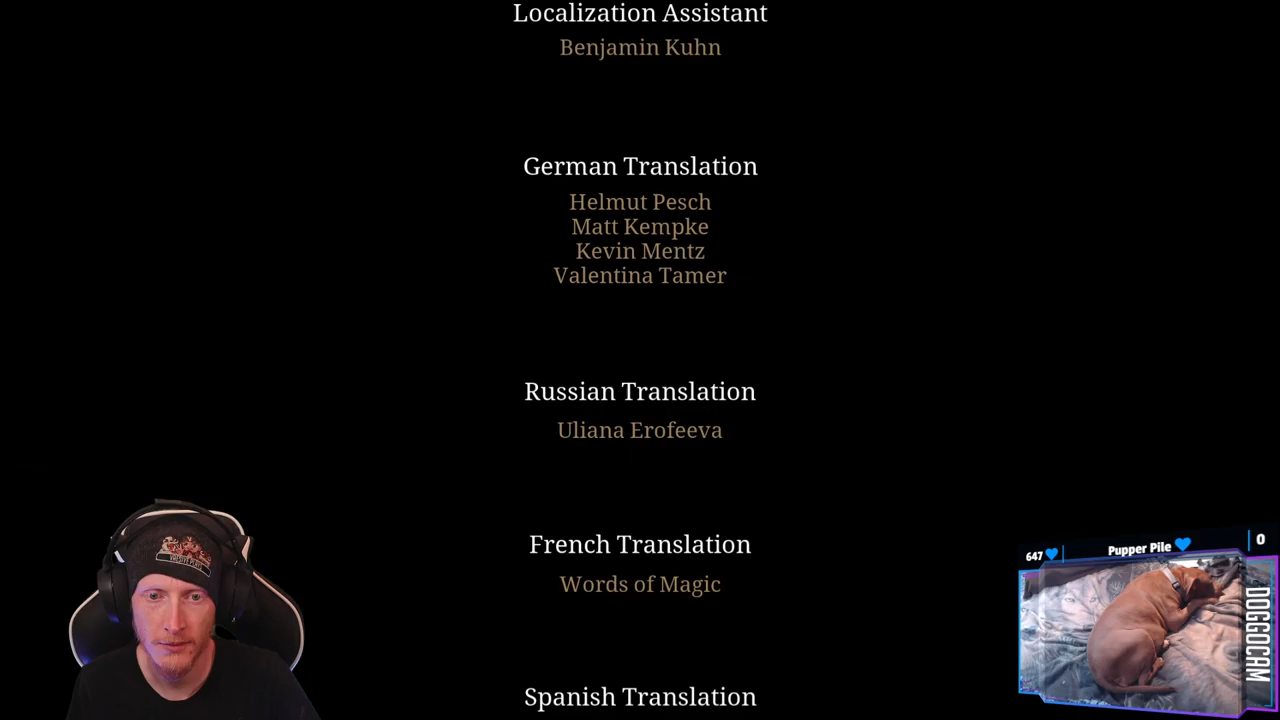 Localization Assistant
Benjamin Kuhn
German Translation
Helmut Pesch
Matt Kempke
Kevin Mentz
Valentina Tamer
Russian Translation
Uliana Erofeeva
French Translation
Words of Magic
Spanish Translation
647
Pupper Pile
0
DOGGOCAM